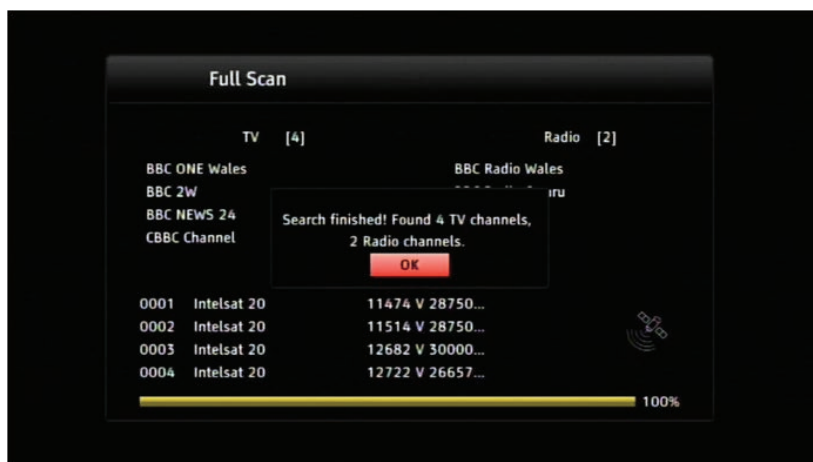 Full Scan
TV [4] Radio [2]
BBC ONE Wales BBC Radio Wales
BBC 2W
BBC NEWS 24
CBBC Channel
Search finished! Found 4 TV channels,
2 Radio channels.
OK
0001 Intelsat 20 11474 V 28750...
0002 Intelsat 20 11514 V 28750...
0003 Intelsat 20 12682 V 30000...
0004 Intelsat 20 12722 V 26657...
100%